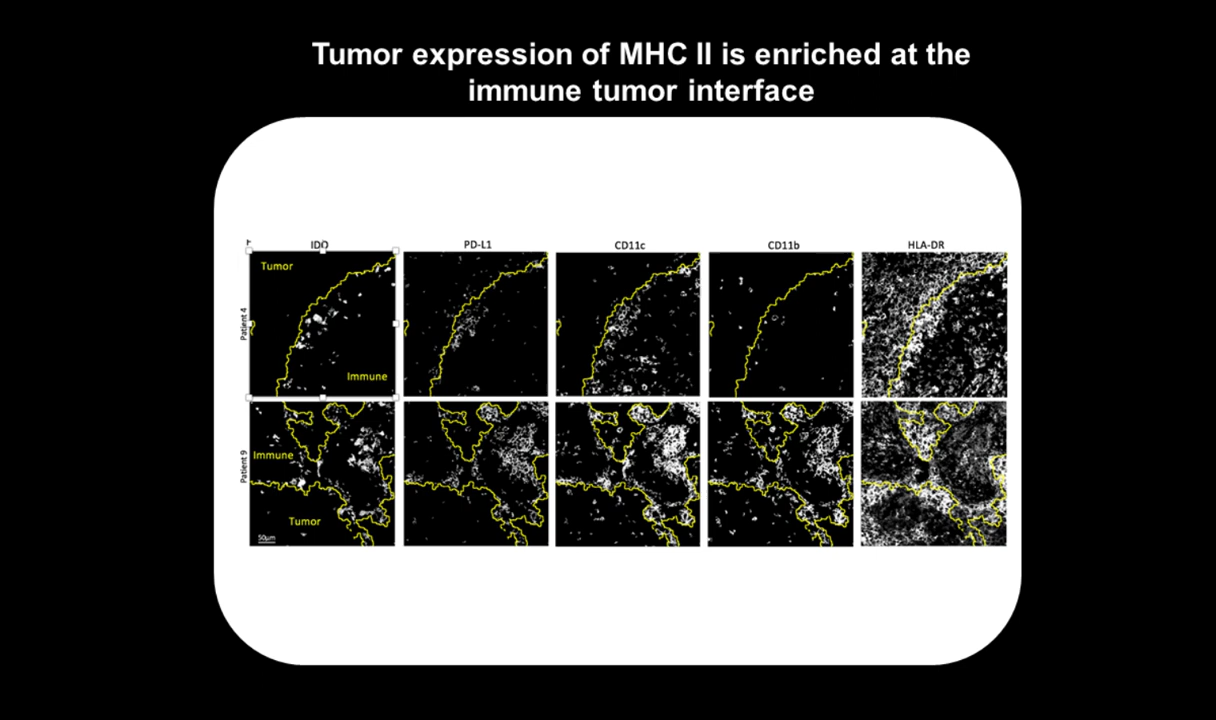 Tumor expression of MHC II is enriched at the
immune tumor interface
IDO
PD-L1
CD11c
CD11b
HLA-DR
Patient 4
Tumor
Immune
Patient 9
Immune
Tumor
50µm